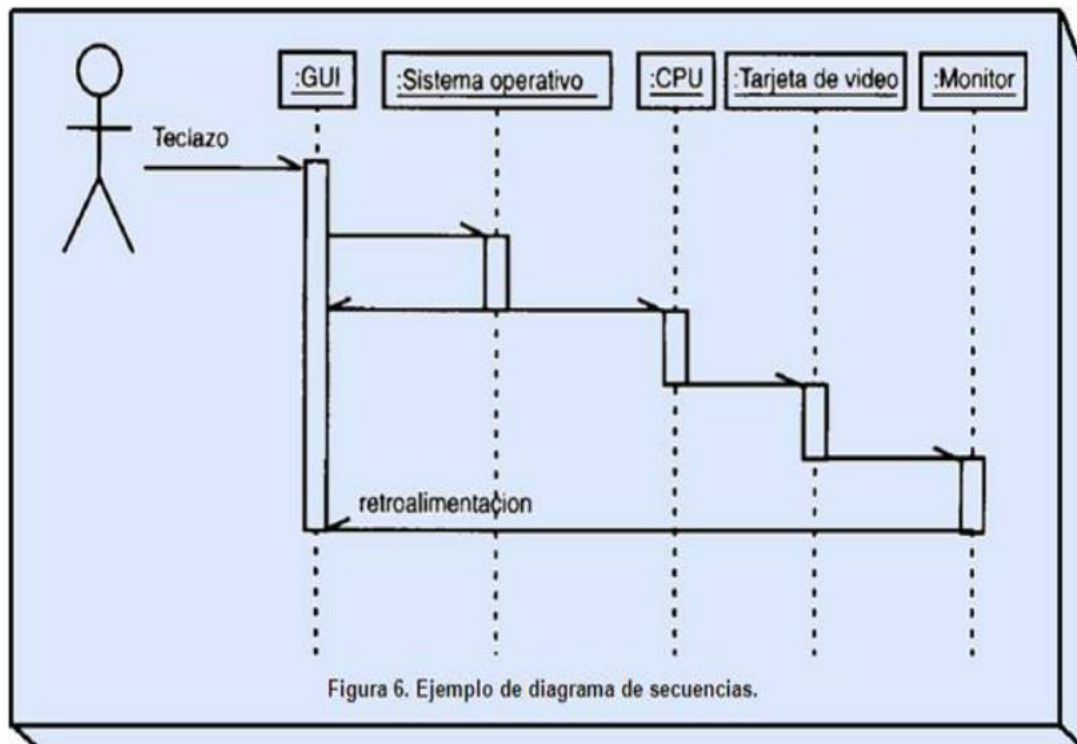 :GUI
:Sistema operativo
:CPU
:Tarjeta de video
:Monitor
Teclazo
retroalimentacion
Figura 6. Ejemplo de diagrama de secuencias.